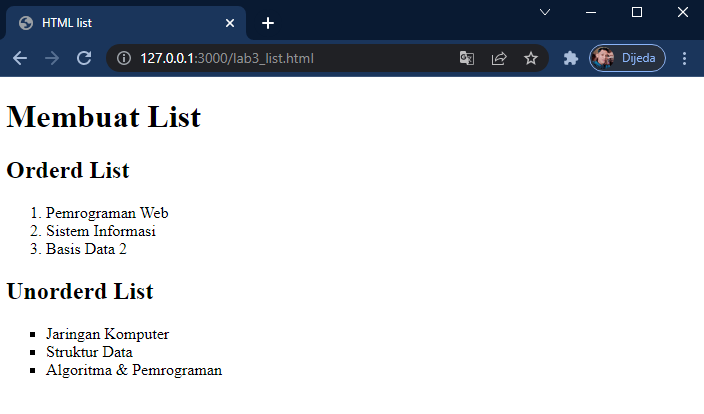 HTML list
127.0.0.1:3000/lab3_list.html
Dijeda
Membuat List
Orderd List
1. Pemrograman Web
2. Sistem Informasi
3. Basis Data 2
Unorderd List
Jaringan Komputer
Struktur Data
Algoritma & Pemrograman